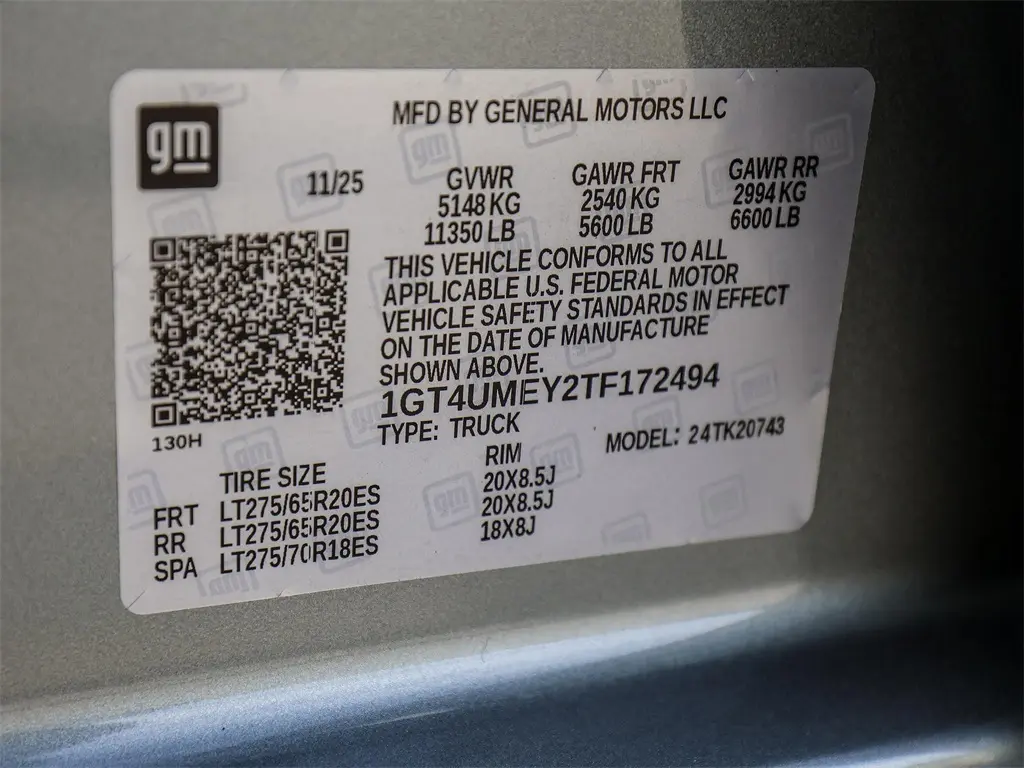 gm
MFD BY GENERAL MOTORS LLC
11/25
GVWR GAWR FRT GAWR RR
5148 KG 2540 KG 2994 KG
11350 LB 5600 LB 6600 LB
THIS VEHICLE CONFORMS TO ALL
APPLICABLE U.S. FEDERAL MOTOR
VEHICLE SAFETY STANDARDS IN EFFECT
ON THE DATE OF MANUFACTURE
SHOWN ABOVE.
1GT4UMEY2TF172494
130H
TYPE: TRUCK MODEL: 24TK20743
TIRE SIZE RIM
FRT LT275/65R20ES 20X8.5J
RR LT275/65R20ES 20X8.5J
SPA LT275/70R18ES 18X8J